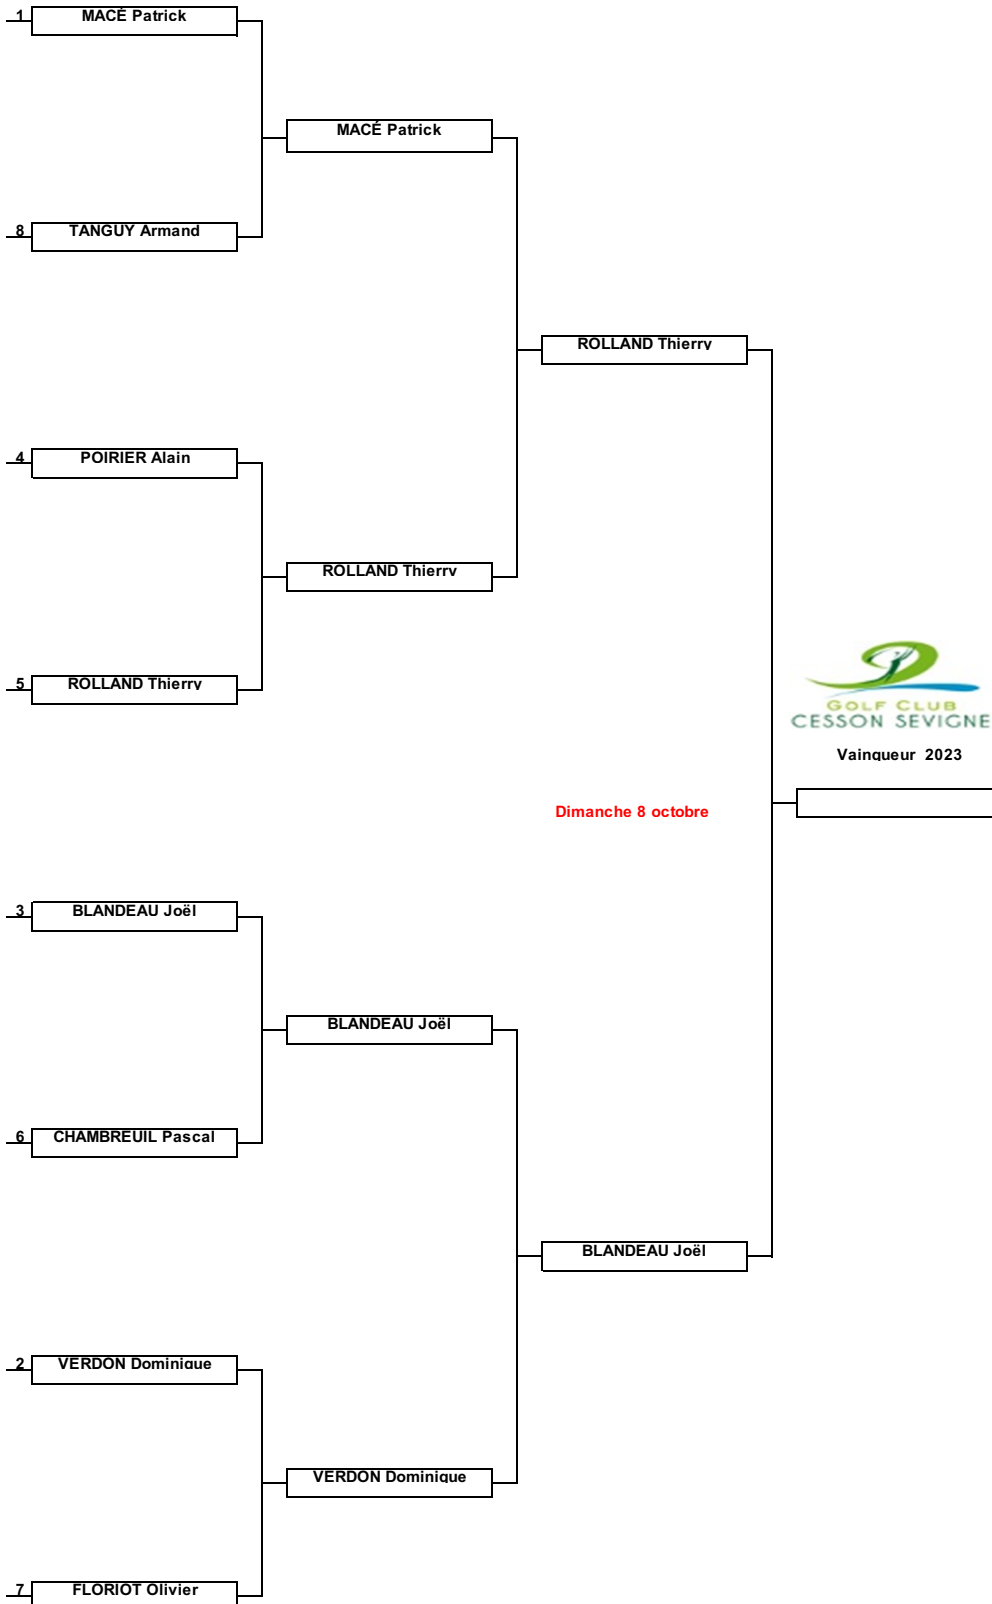 1 MACÉ Patrick
MACÉ Patrick
8 TANGUY Armand
ROLLAND Thierry
4 POIRIER Alain
ROLLAND Thierry
5 ROLLAND Thierry
GOLF CLUB
CESSON SEVIGNE
Vainqueur 2023
Dimanche 8 octobre
3 BLANDEAU Joël
BLANDEAU Joël
6 CHAMBREUIL Pascal
BLANDEAU Joël
2 VERDON Dominique
VERDON Dominique
7 FLORIOT Olivier